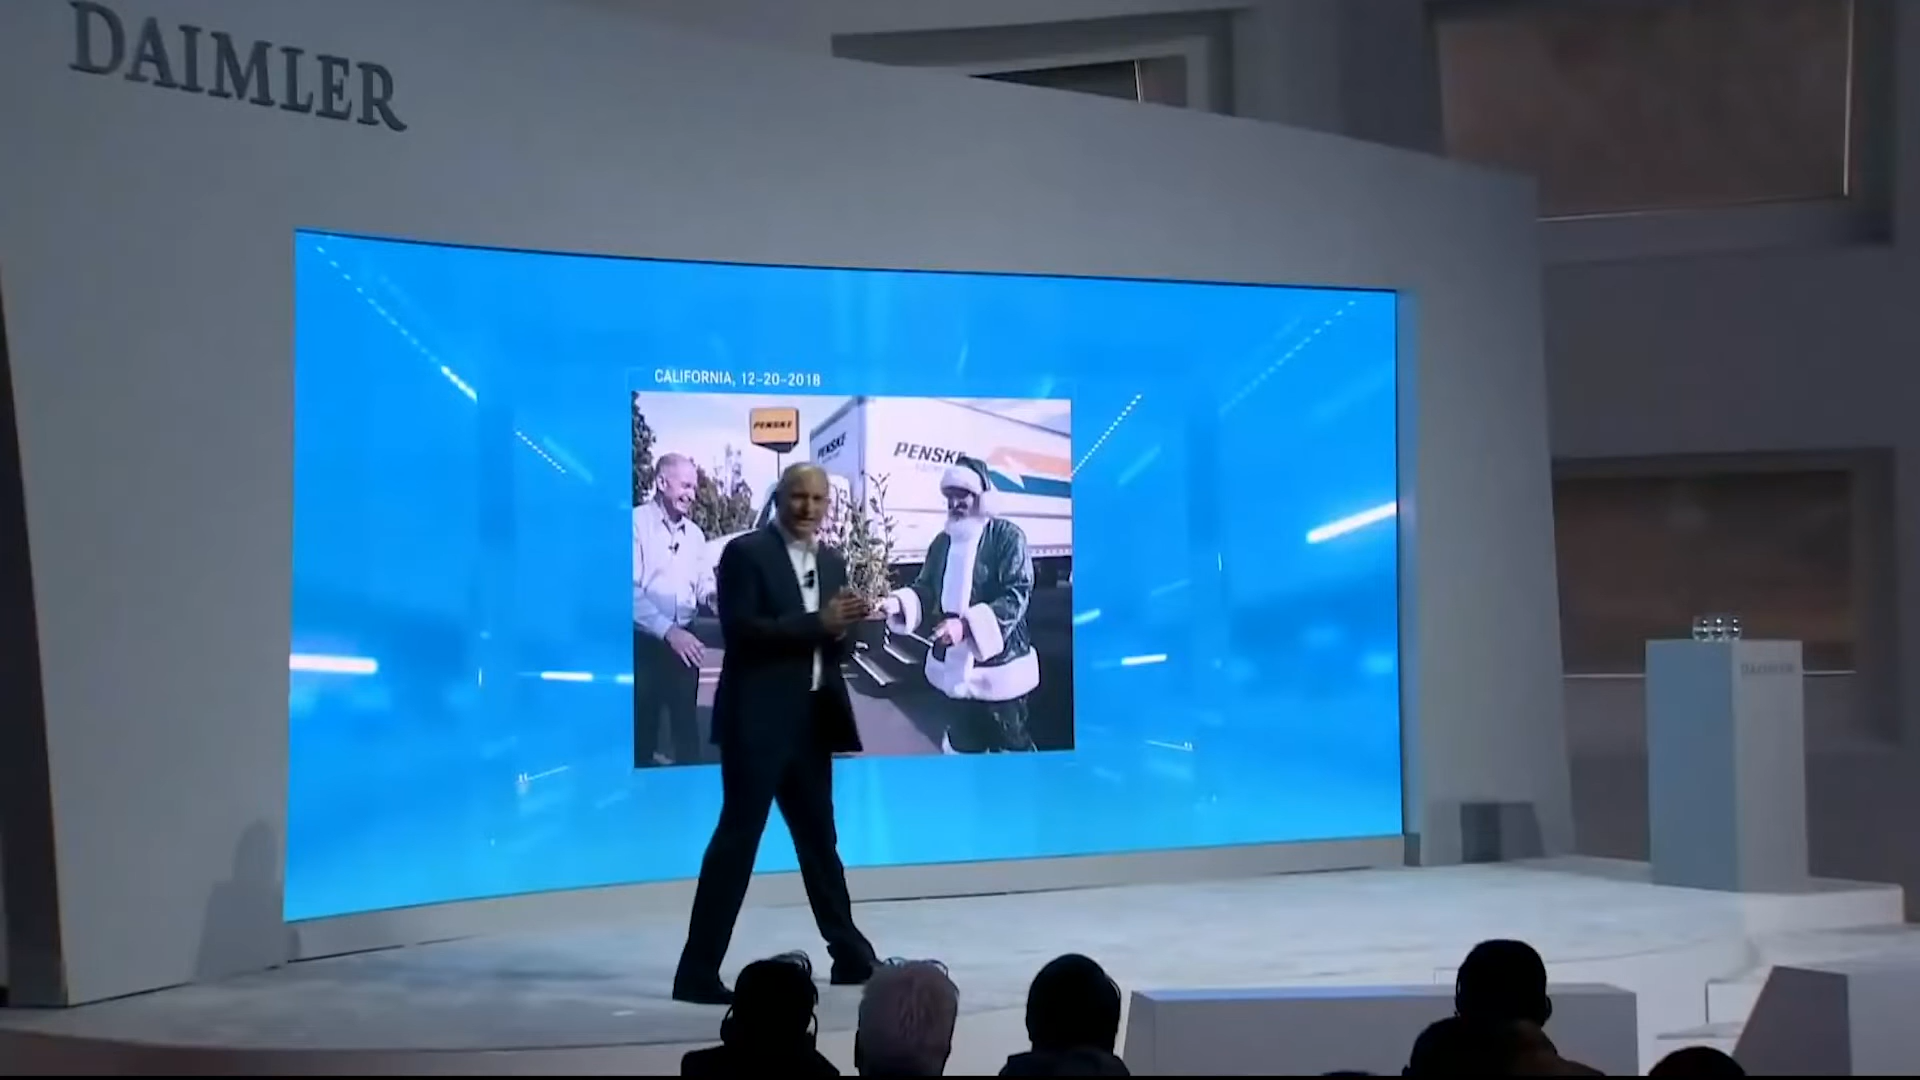 DAIMLER
CALIFORNIA, 12-20-2018
PENSKE
PENSKE
PENSKE
DAIMLER